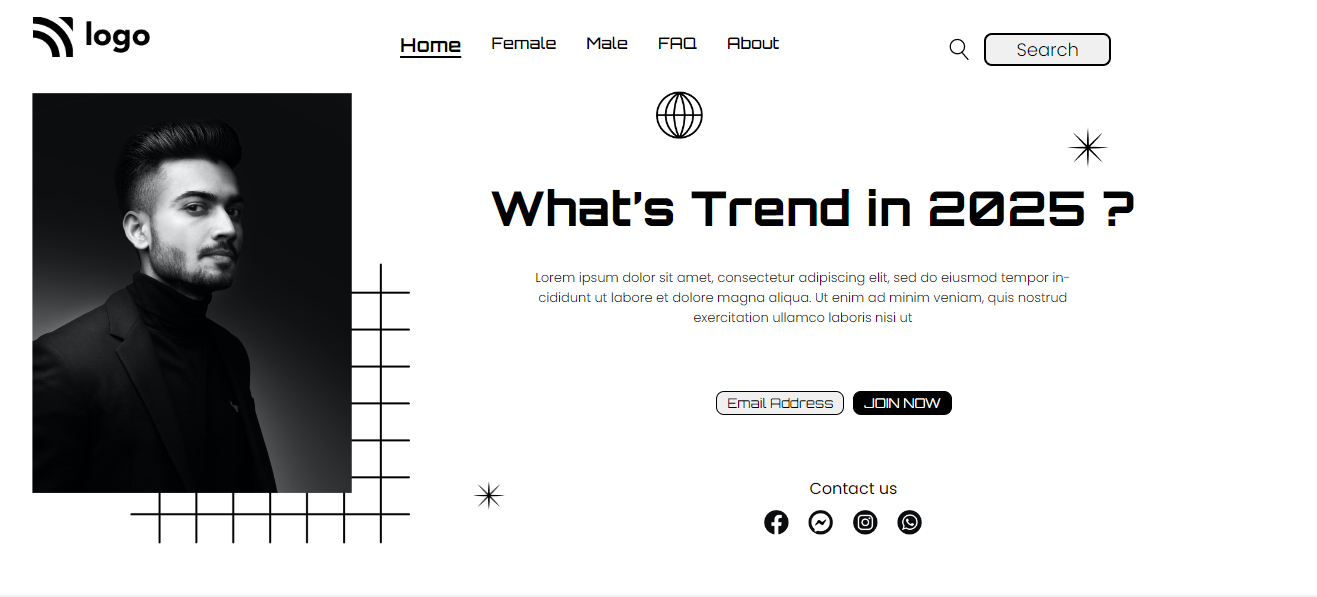 logo
Home Female Male FAQ About
Search
What's Trend in 2025 ?
Lorem ipsum dolor sit amet, consectetur adipiscing elit, sed do eiusmod tempor in-
cididunt ut labore et dolore magna aliqua. Ut enim ad minim veniam, quis nostrud
exercitation ullamco laboris nisi ut
Email Address JOIN NOW
Contact us